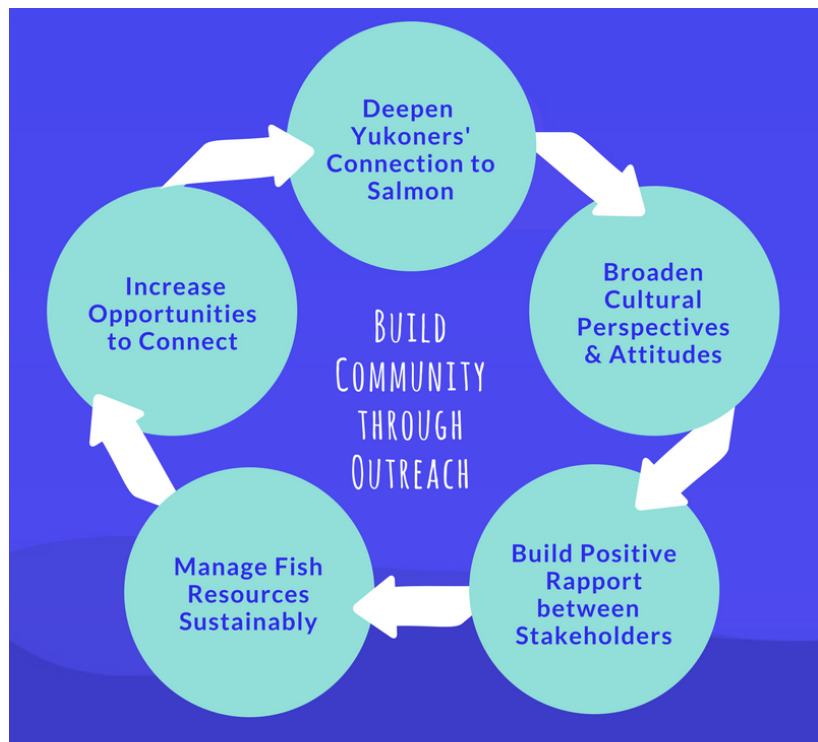 Deepen
Yukoners'
Connection to
Salmon
Broaden
Cultural
Perspectives
& Attitudes
Build Positive
Rapport
between
Stakeholders
Manage Fish
Resources
Sustainably
Increase
Opportunities
to Connect
Build
Community
through
Outreach